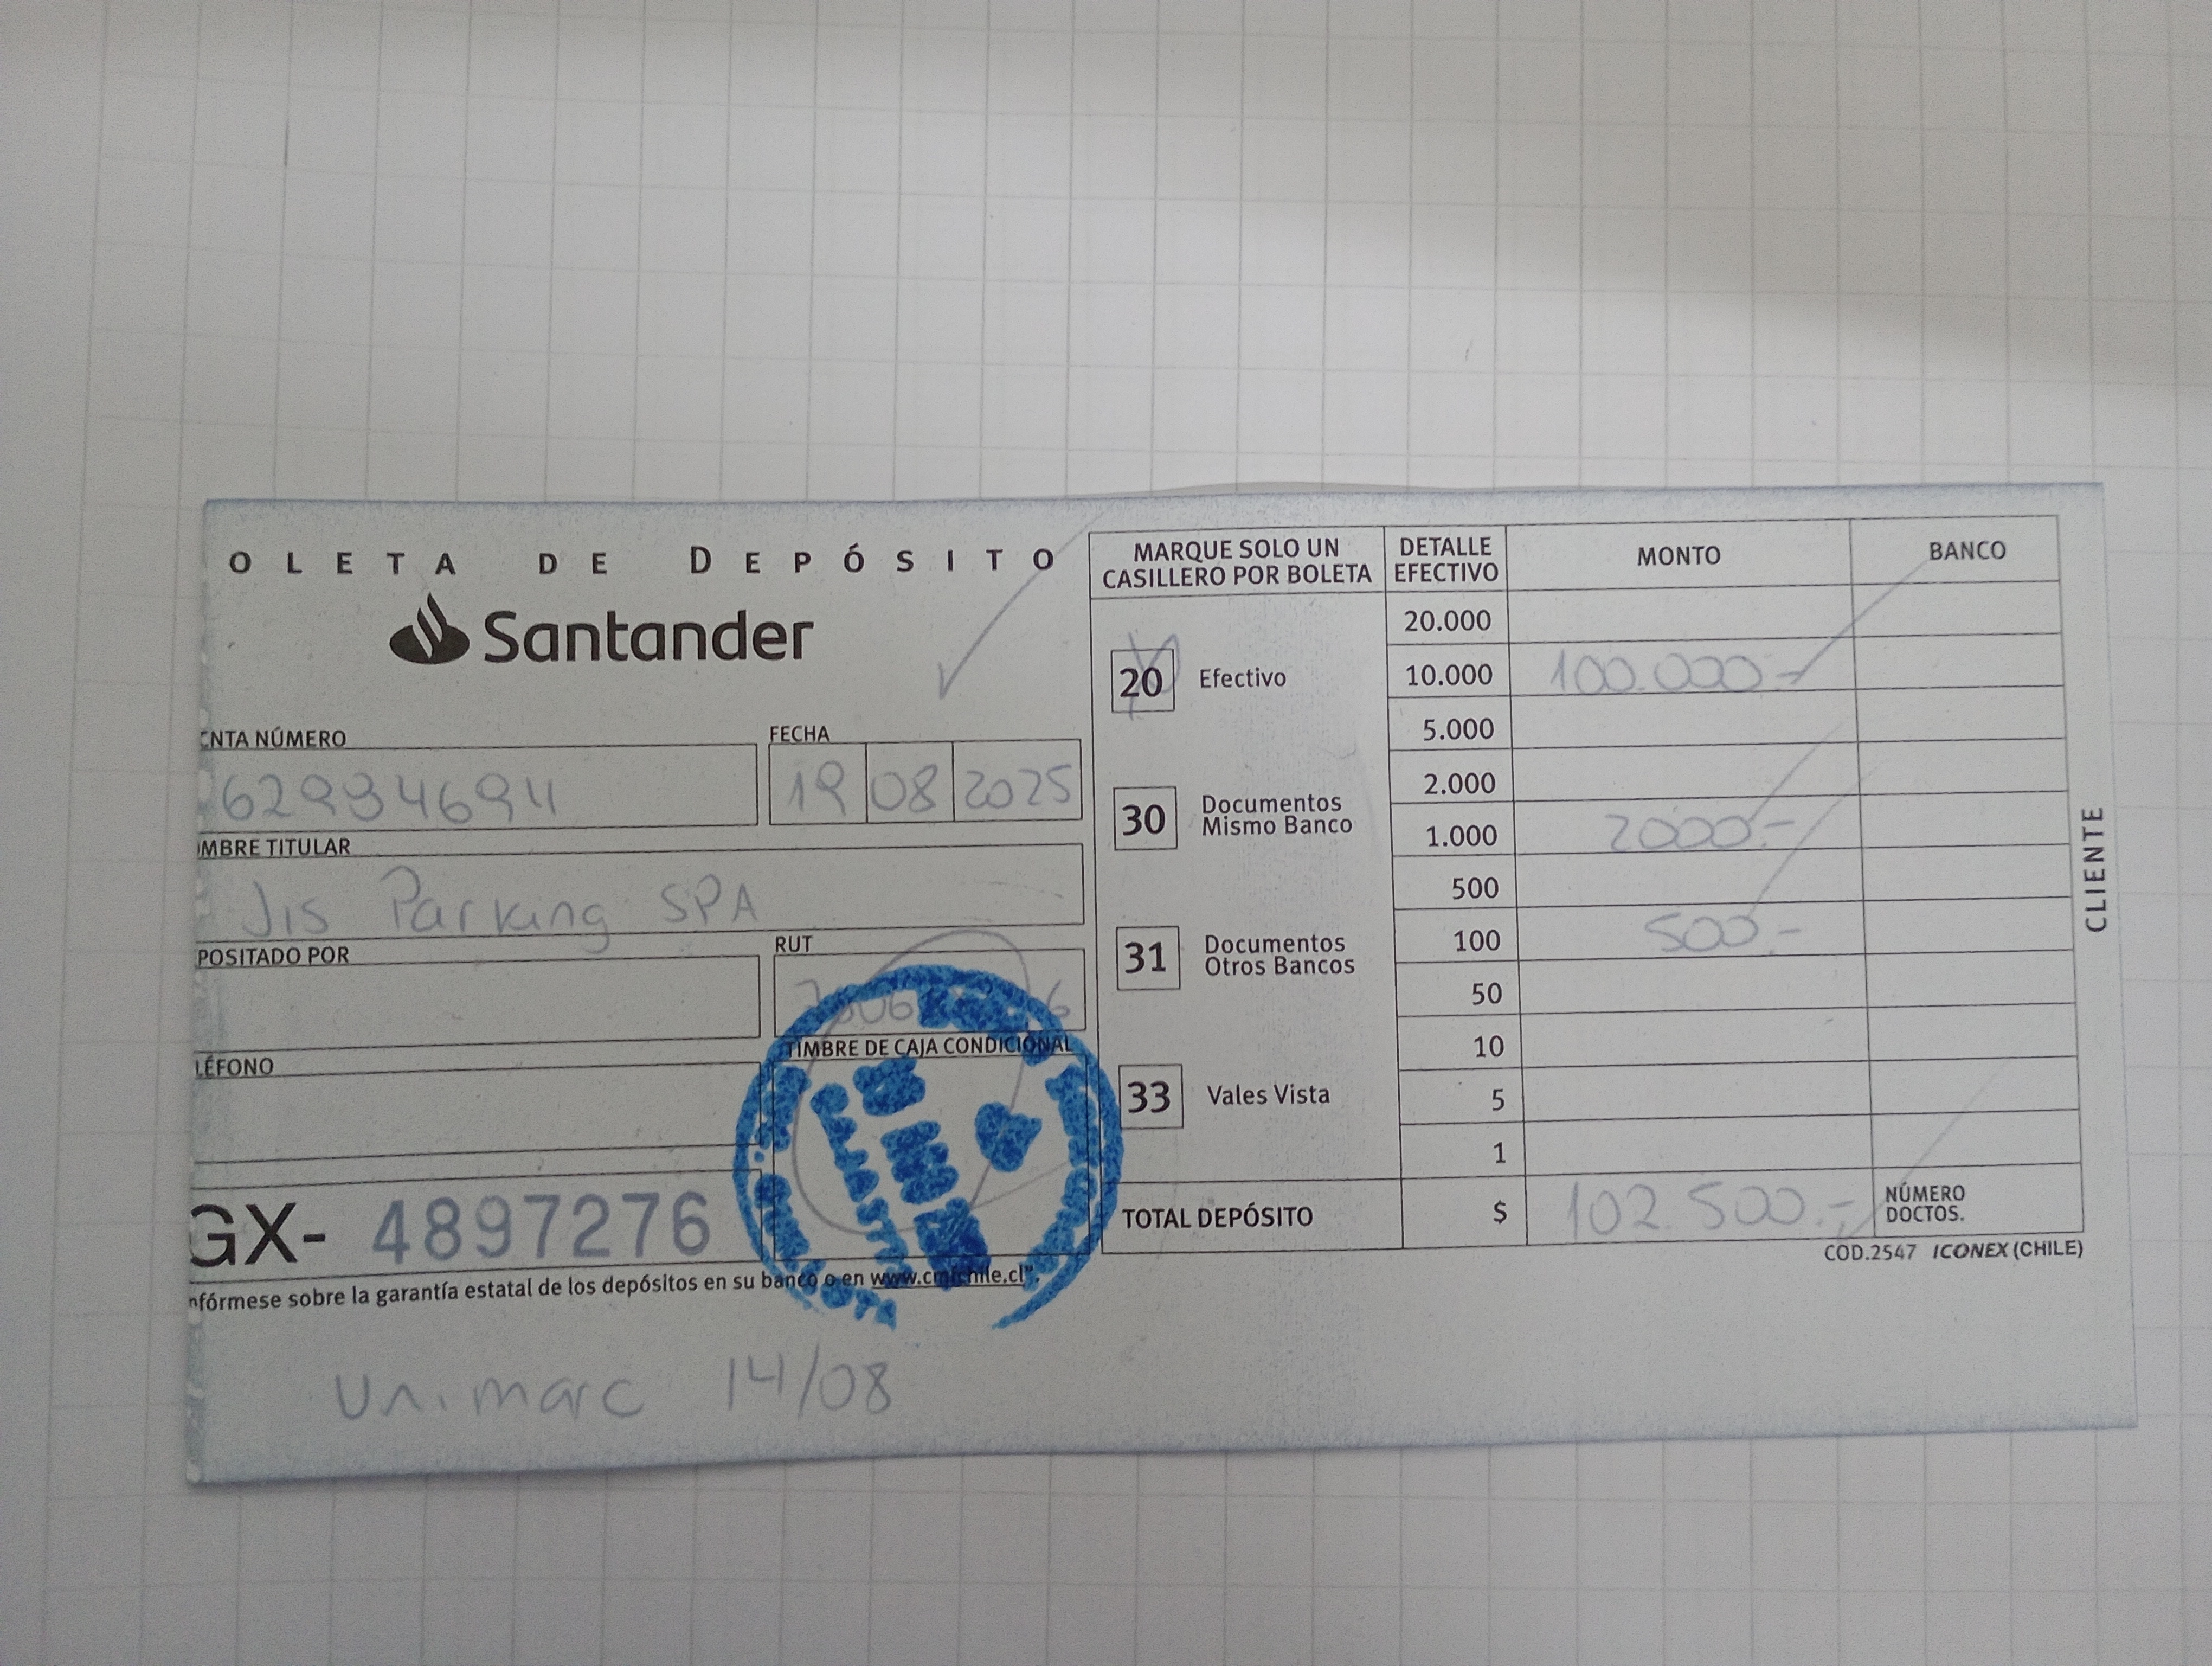 OLETA DE DEPÓSITO
Santander
ENTA NÚMERO
62994694
FECHA
19 08 2025
MBRE TITULAR
Jis Parking SPA
POSITADO POR
RUT
TIMBRE DE CAJA CONDICIONAL
LÉFONO
GX- 4897276
nfórmese sobre la garantía estatal de los depósitos en su banco o en www.cmfchile.cl".
Unimarc 14/08
MARQUE SOLO UN
CASILLERO POR BOLETA
20 Efectivo
30 Documentos
Mismo Banco
31 Documentos
Otros Bancos
33 Vales Vista
DETALLE
EFECTIVO
MONTO
BANCO
20.000
10.000 100.000.-
5.000
2.000
1.000 2000.-
500
100 500.-
50
10
5
1
TOTAL DEPÓSITO $ 102.500.-
NÚMERO
DOCTOS.
COD.2547 ICONEX (CHILE)
CLIENTE